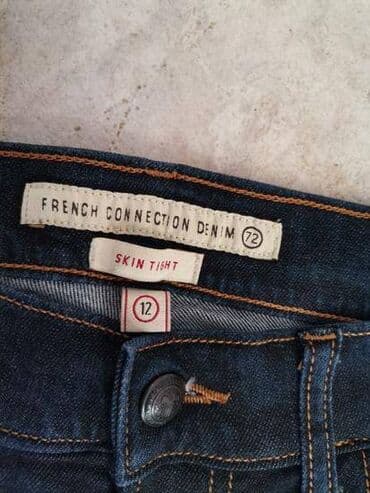 FRENCH CONNECTION DENIM 72
SKIN TIGHT
12